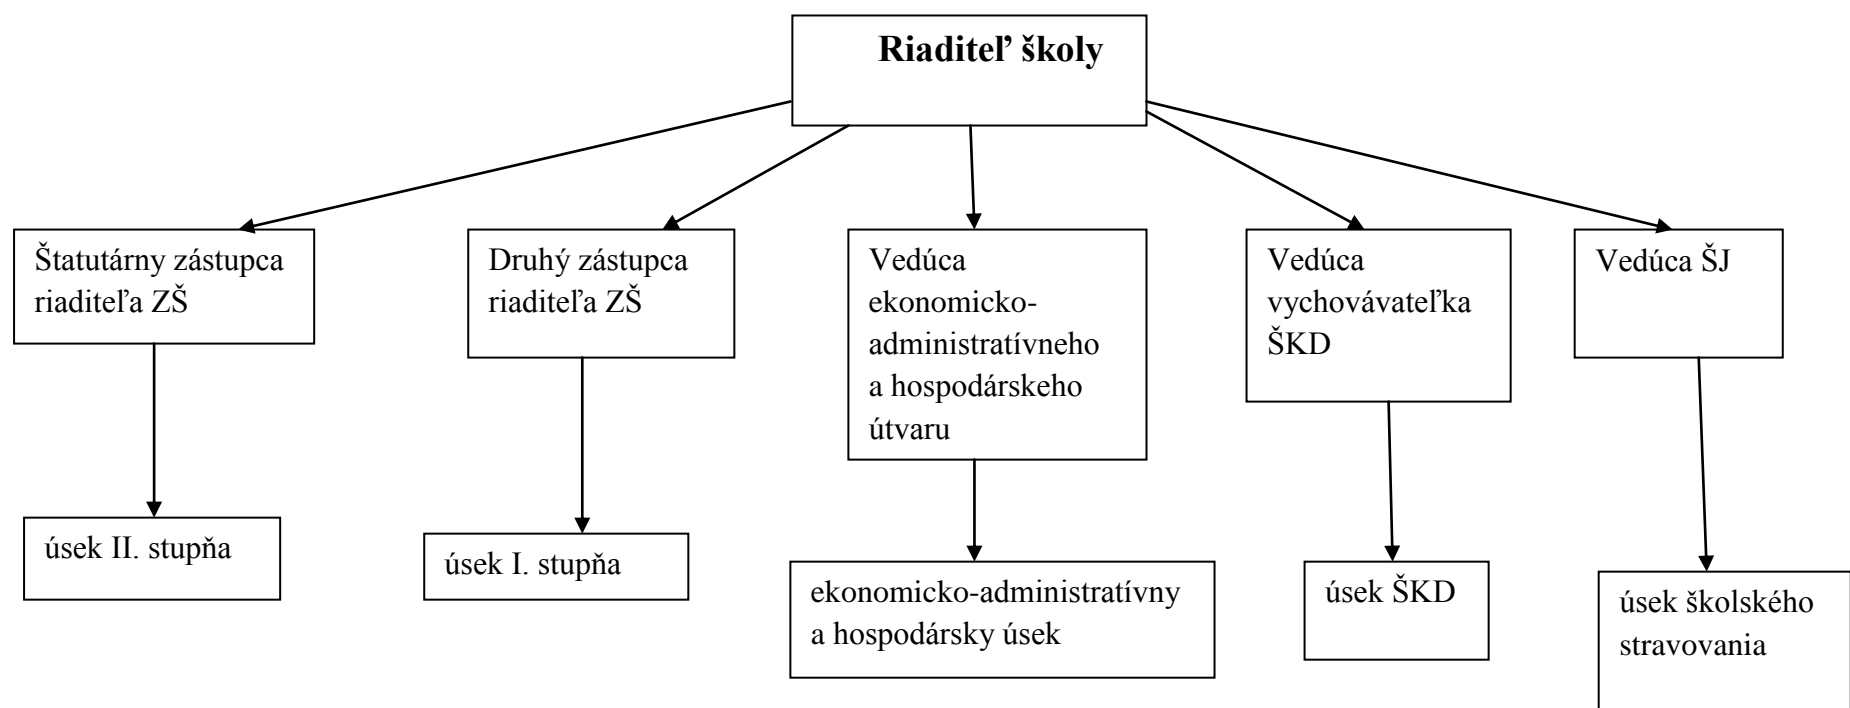 Riaditeľ školy
Štatutárny zástupca
riaditeľa ZŠ
Druhý zástupca
riaditeľa ZŠ
Vedúca
ekonomicko-
administratívneho
a hospodárskeho
útvaru
Vedúca
vychovávateľka
ŠKD
Vedúca ŠJ
úsek II. stupňa
úsek I. stupňa
ekonomicko-administratívny
a hospodársky úsek
úsek ŠKD
úsek školského
stravovania